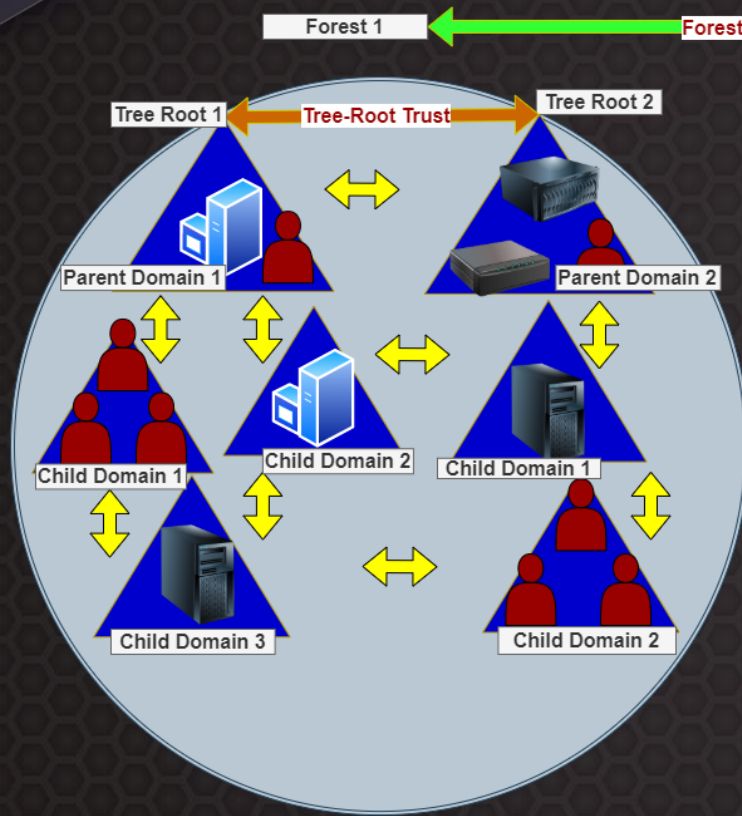 Forest 1
Forest
Tree Root 1
Tree-Root Trust
Tree Root 2
Parent Domain 1
Parent Domain 2
Child Domain 1
Child Domain 2
Child Domain 1
Child Domain 3
Child Domain 2